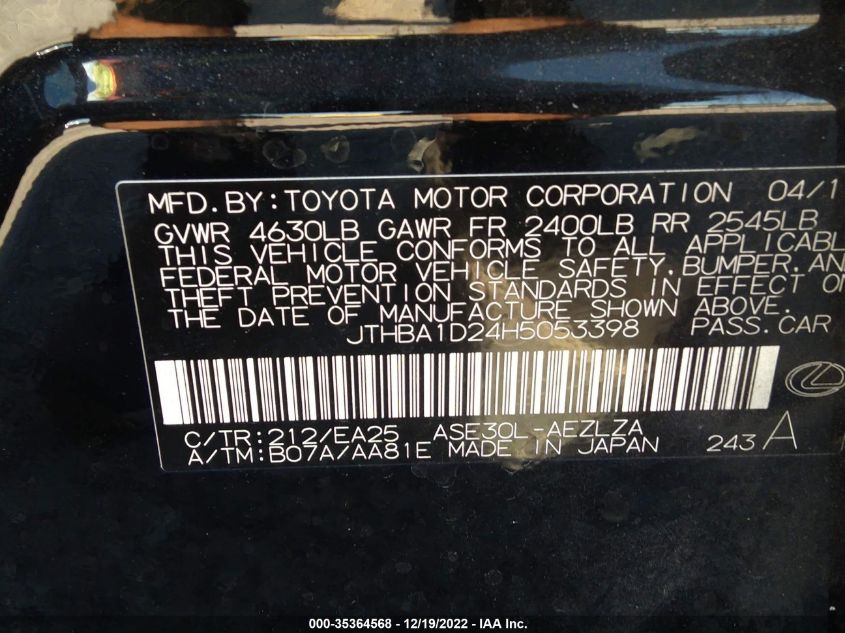 MFD. BY: TOYOTA MOTOR CORPORATION 04/1
GVWR 4630LB GAWR FR 2400LB RR 2545LB
THIS VEHICLE CONFORMS TO ALL APPLICABL
FEDERAL MOTOR VEHICLE SAFETY, BUMPER, AN
THEFT PREVENTION STANDARDS IN EFFECT ON
THE DATE OF MANUFACTURE SHOWN ABOVE.
JTHBA1D24H5053398 PASS. CAR
C/TR: 212/EA25 ASE30L-AEZLZA
A/TM: B07A/AA81E MADE IN JAPAN 243 A
000-35364568 - 12/19/2022 - IAA Inc.